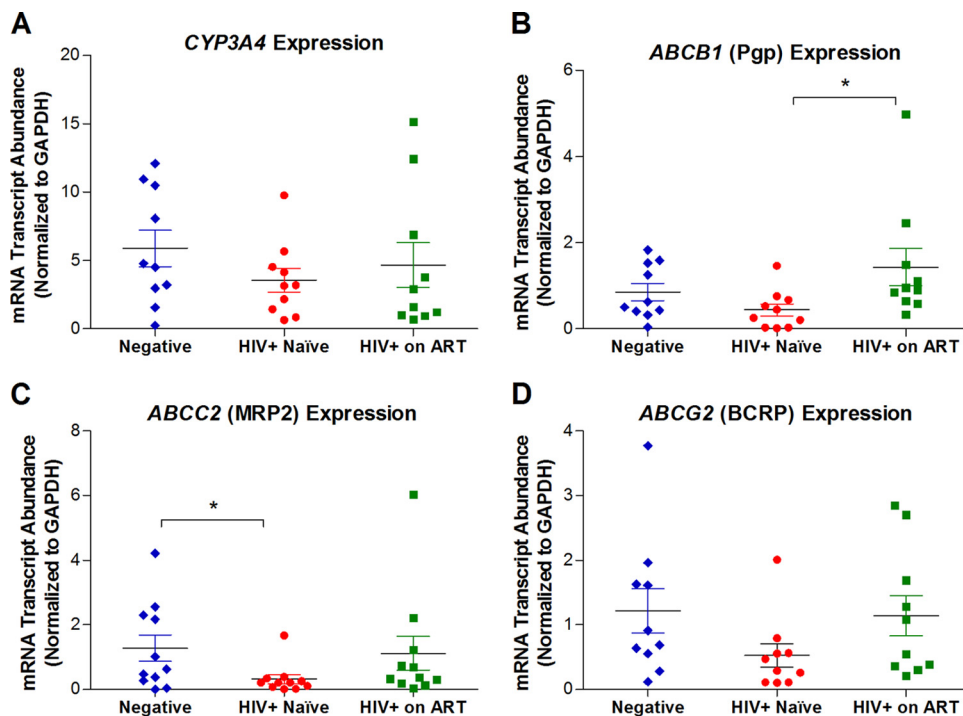 A
CYP3A4 Expression
mRNA Transcript Abundance
(Normalized to GAPDH)
20
15
10
5
0
Negative
HIV+ Naïve
HIV+ on ART
B
ABCB1 (Pgp) Expression
mRNA Transcript Abundance
(Normalized to GAPDH)
6
4
2
0
*
Negative
HIV+ Naïve
HIV+ on ART
C
ABCC2 (MRP2) Expression
mRNA Transcript Abundance
(Normalized to GAPDH)
8
6
4
2
0
*
Negative
HIV+ Naïve
HIV+ on ART
D
ABCG2 (BCRP) Expression
mRNA Transcript Abundance
(Normalized to GAPDH)
4
3
2
1
0
Negative
HIV+ Naïve
HIV+ on ART